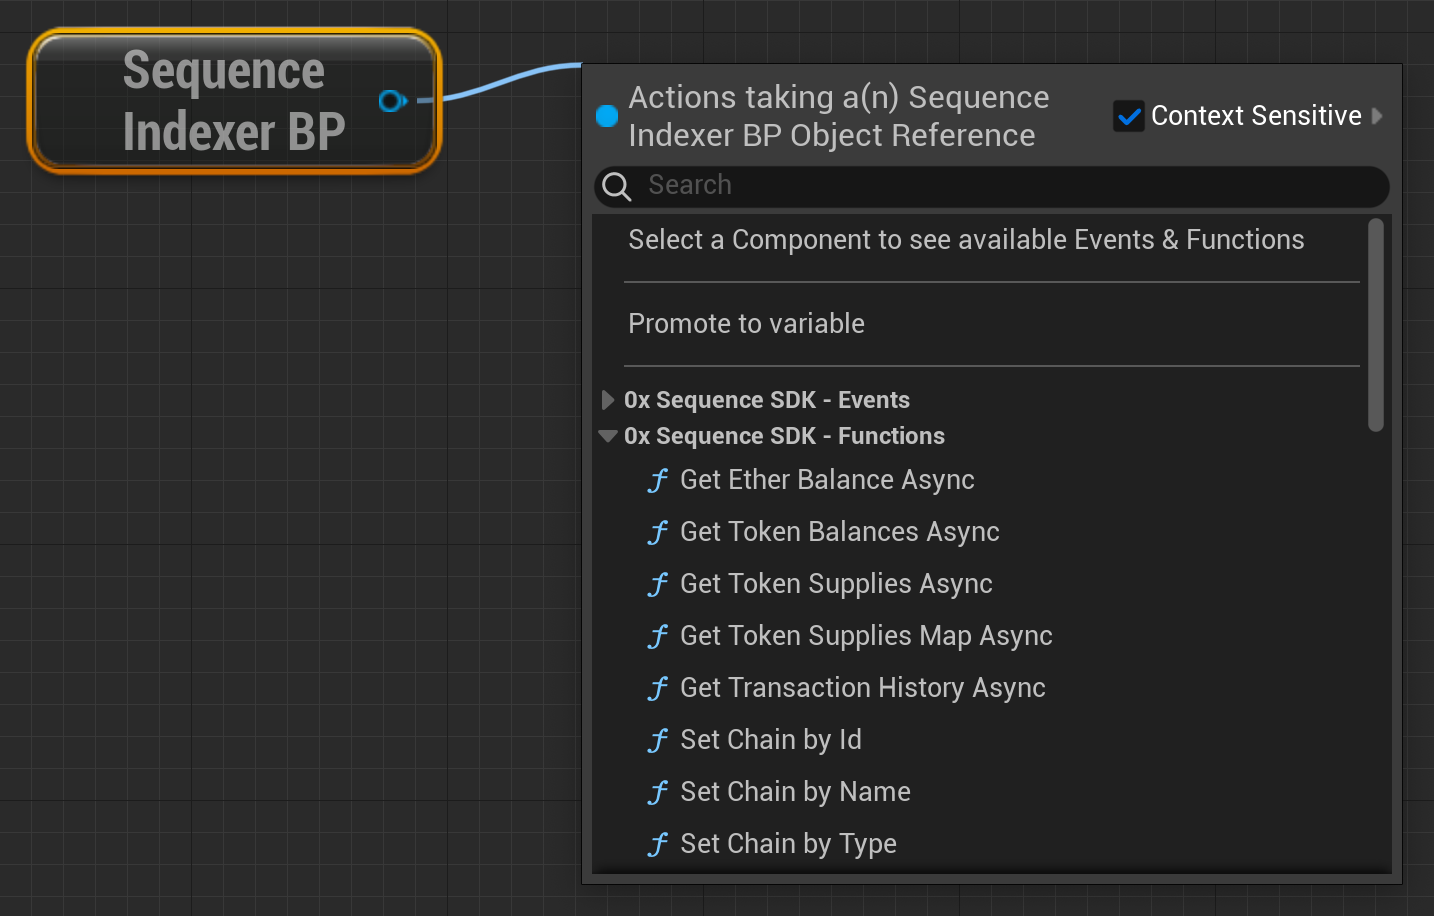 Sequence
Indexer BP
Actions taking a(n) Sequence
Indexer BP Object Reference
Context Sensitive
Search
Select a Component to see available Events & Functions
Promote to variable
0x Sequence SDK - Events
0x Sequence SDK - Functions
Get Ether Balance Async
Get Token Balances Async
Get Token Supplies Async
Get Token Supplies Map Async
Get Transaction History Async
Set Chain by Id
Set Chain by Name
Set Chain by Type